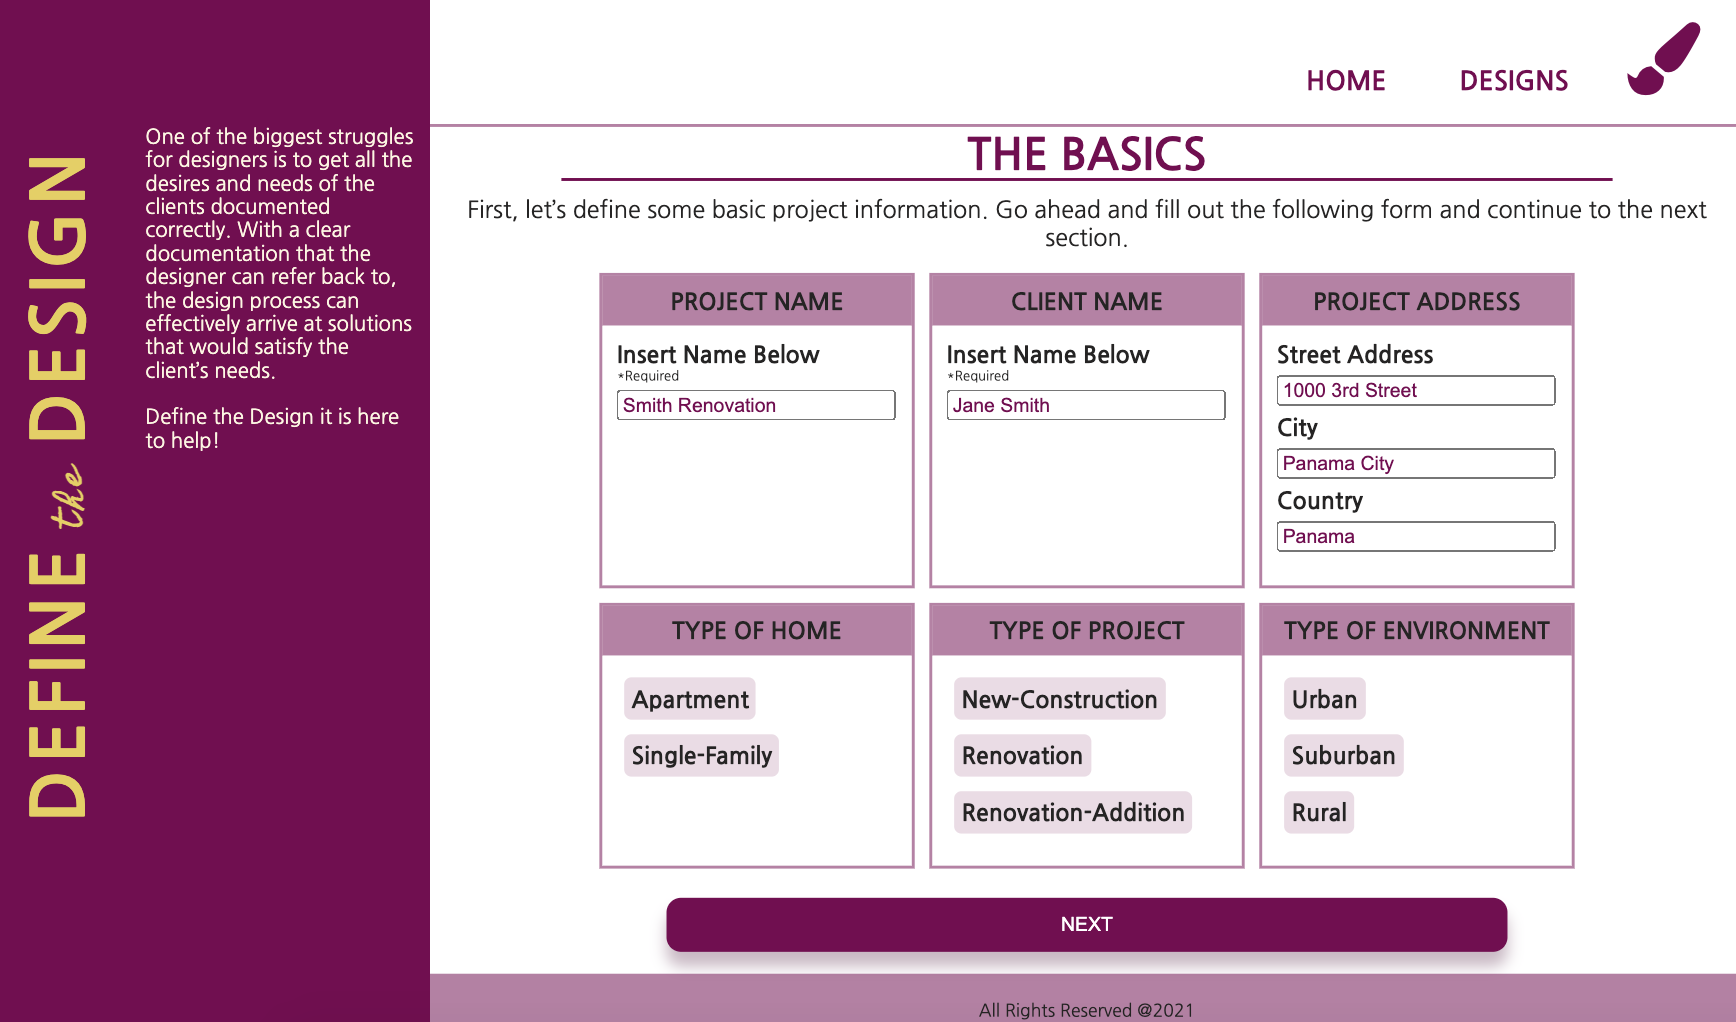 DEFINE the DESIGN
One of the biggest struggles
for designers is to get all the
desires and needs of the
clients documented
correctly. With a clear
documentation that the
designer can refer back to,
the design process can
effectively arrive at solutions
that would satisfy the
client's needs.
Define the Design it is here
to help!
HOME DESIGNS
THE BASICS
First, let's define some basic project information. Go ahead and fill out the following form and continue to the next
section.
PROJECT NAME
Insert Name Below
*Required
Smith Renovation
CLIENT NAME
Insert Name Below
*Required
Jane Smith
PROJECT ADDRESS
Street Address
1000 3rd Street
City
Panama City
Country
Panama
TYPE OF HOME
Apartment
Single-Family
TYPE OF PROJECT
New-Construction
Renovation
Renovation-Addition
TYPE OF ENVIRONMENT
Urban
Suburban
Rural
NEXT
All Rights Reserved @2021